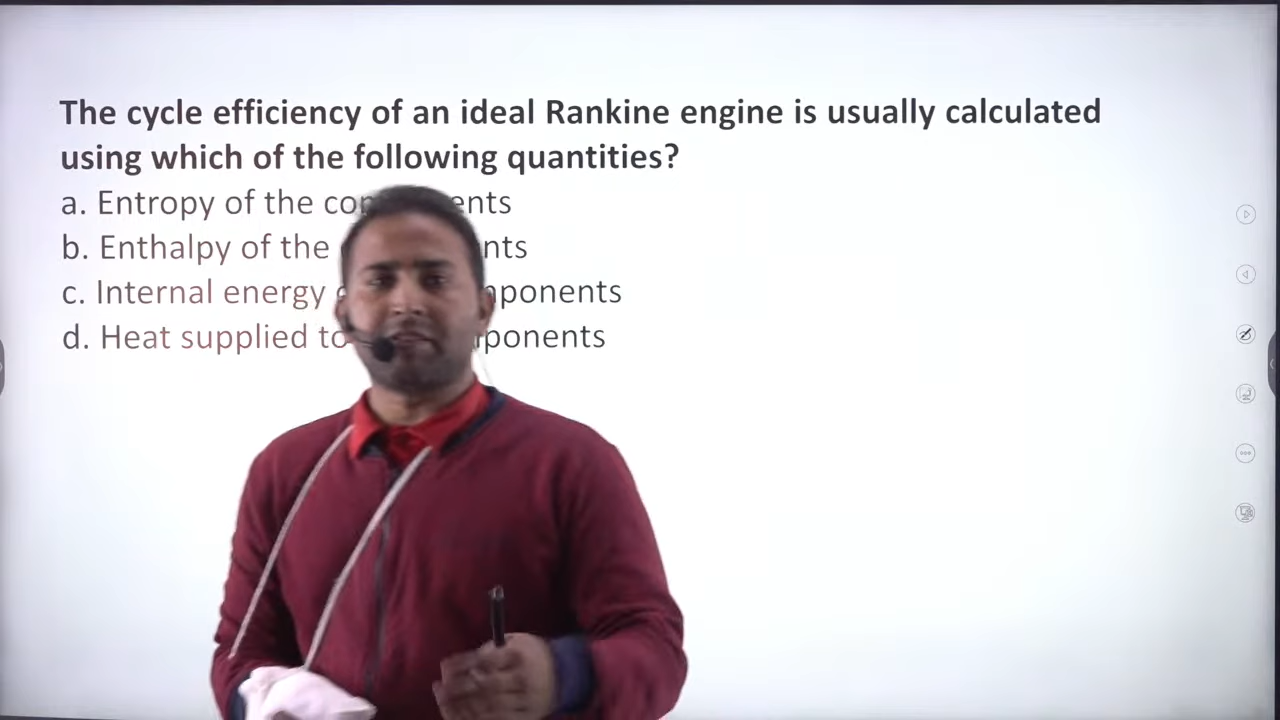 The cycle efficiency of an ideal Rankine engine is usually calculated
using which of the following quantities?
a. Entropy of the
b. Enthalpy of the
c. Internal energy
d. Heat supplied to